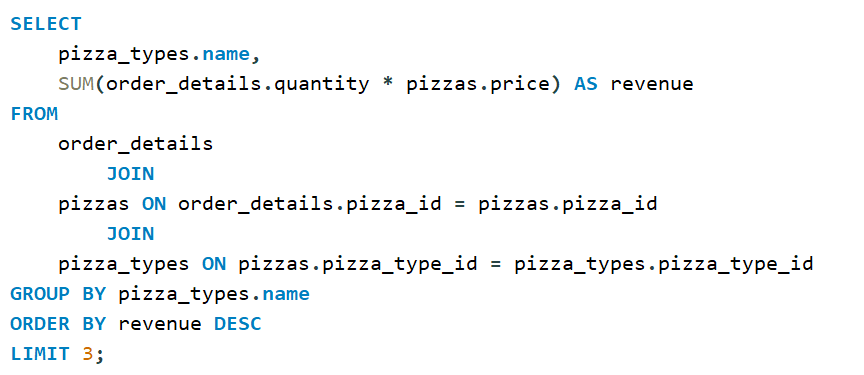 SELECT
    pizza_types.name,
    SUM(order_details.quantity * pizzas.price) AS revenue
FROM
    order_details
        JOIN
    pizzas ON order_details.pizza_id = pizzas.pizza_id
        JOIN
    pizza_types ON pizzas.pizza_type_id = pizza_types.pizza_type_id
GROUP BY pizza_types.name
ORDER BY revenue DESC
LIMIT 3;